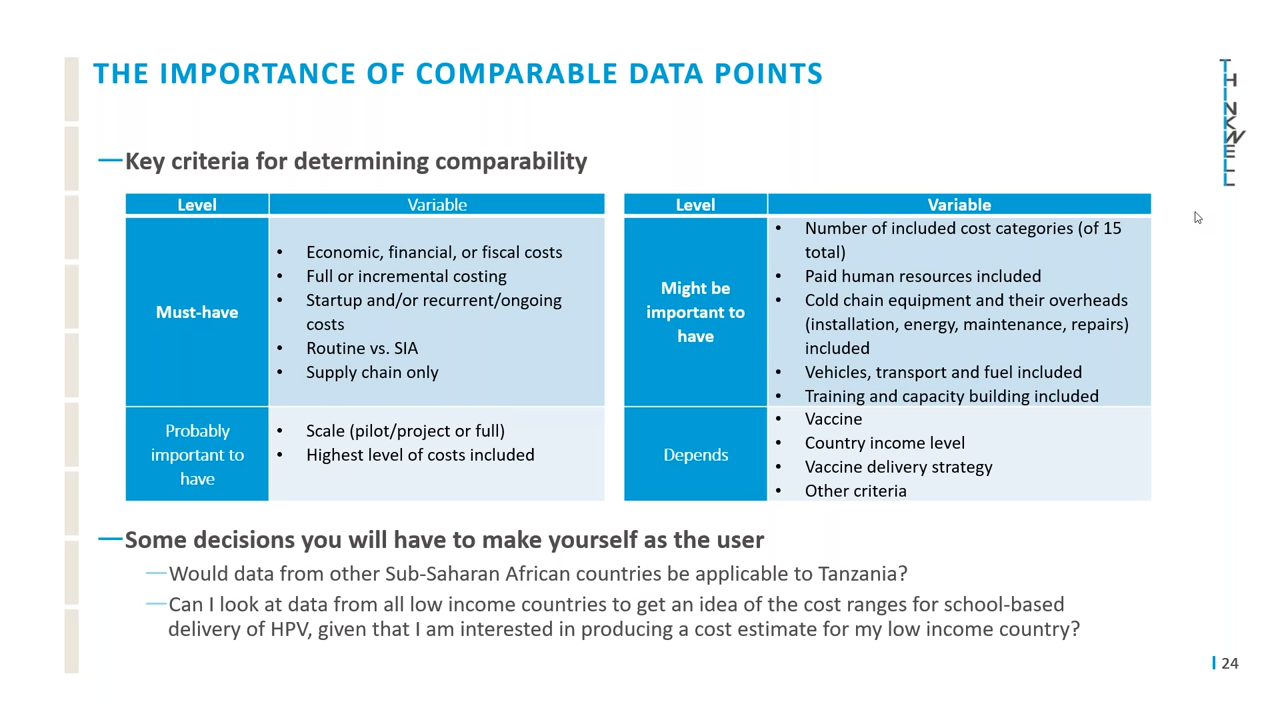 THE IMPORTANCE OF COMPARABLE DATA POINTS
THINKWELL
—Key criteria for determining comparability
Level
Variable
Must-have
• Economic, financial, or fiscal costs
• Full or incremental costing
• Startup and/or recurrent/ongoing
costs
• Routine vs. SIA
• Supply chain only
Probably
important to
have
• Scale (pilot/project or full)
• Highest level of costs included
Level
Variable
Might be
important to
have
• Number of included cost categories (of 15
total)
• Paid human resources included
• Cold chain equipment and their overheads
(installation, energy, maintenance, repairs)
included
• Vehicles, transport and fuel included
• Training and capacity building included
Depends
• Vaccine
• Country income level
• Vaccine delivery strategy
• Other criteria
—Some decisions you will have to make yourself as the user
—Would data from other Sub-Saharan African countries be applicable to Tanzania?
—Can I look at data from all low income countries to get an idea of the cost ranges for school-based
delivery of HPV, given that I am interested in producing a cost estimate for my low income country?
24